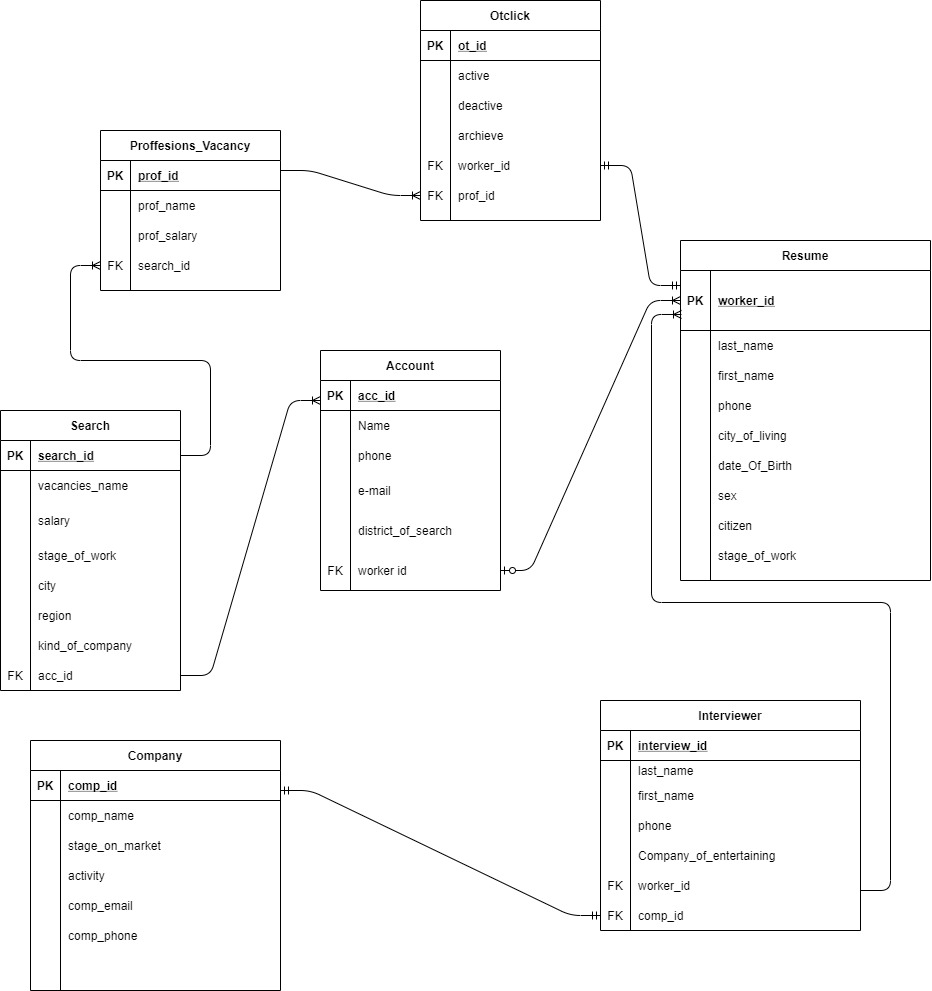 Otclick
PK ot_id
active
deactive
archieve
FK worker_id
FK prof_id
Proffesions_Vacancy
PK prof_id
prof_name
prof_salary
FK search_id
Resume
PK worker_id
last_name
first_name
phone
city_of_living
date_Of_Birth
sex
citizen
stage_of_work
Account
PK acc_id
Name
phone
e-mail
district_of_search
FK worker id
Search
PK search_id
vacancies_name
salary
stage_of_work
city
region
kind_of_company
FK acc_id
Interviewer
PK interview_id
last_name
first_name
phone
Company_of_entertaining
FK worker_id
FK comp_id
Company
PK comp_id
comp_name
stage_on_market
activity
comp_email
comp_phone